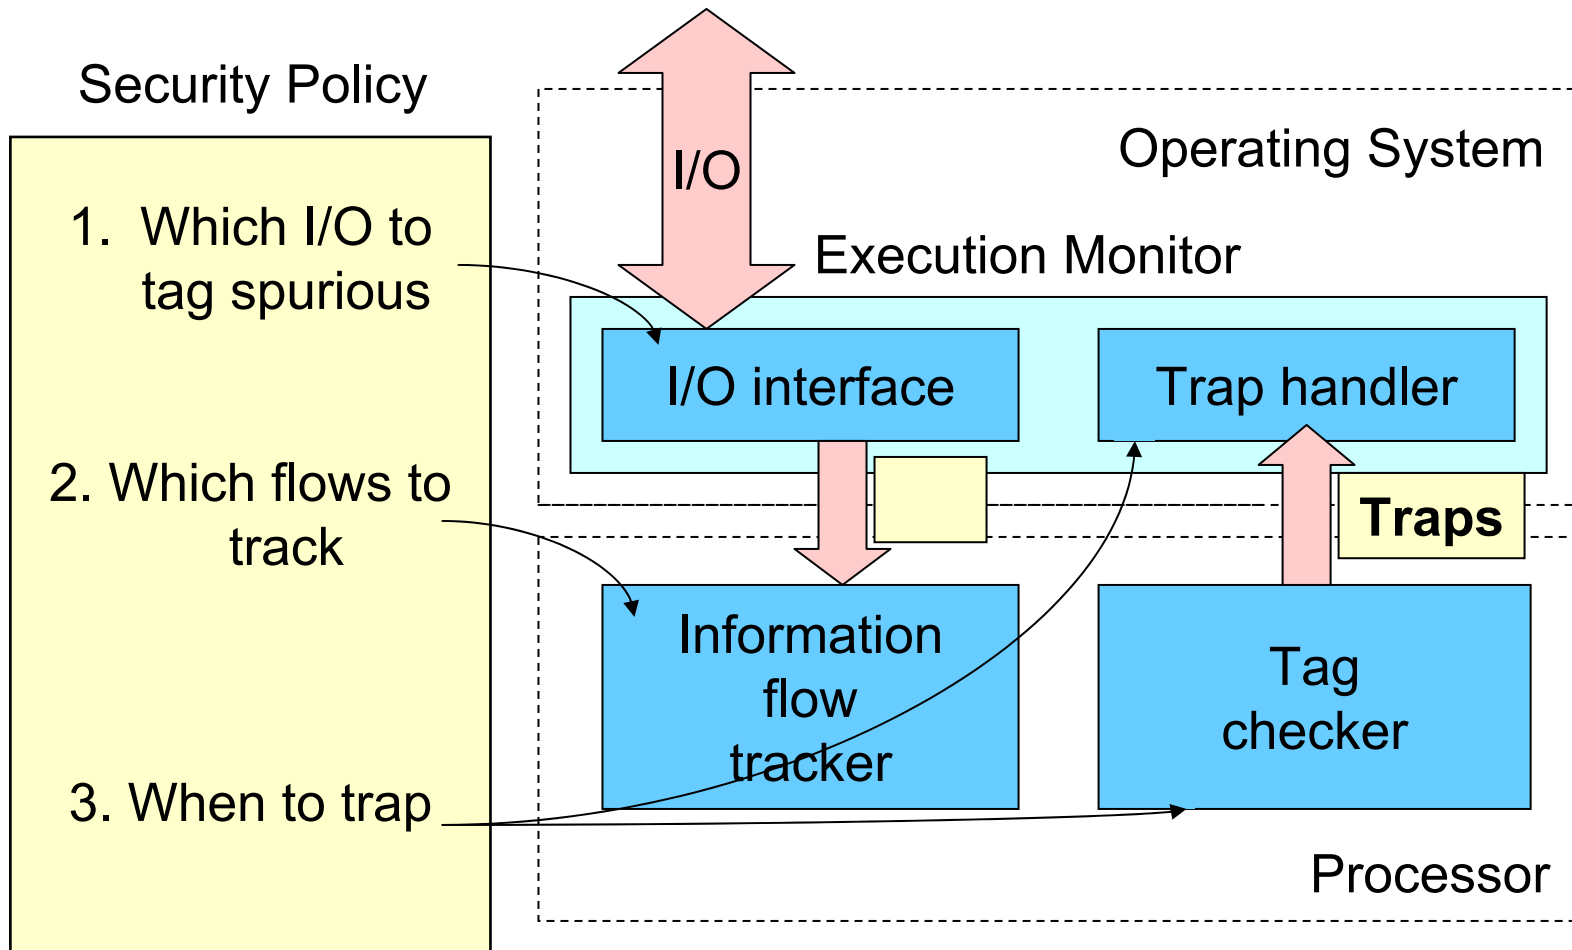 Security Policy
1. Which I/O to
tag spurious
2. Which flows to
track
3. When to trap
I/O
Operating System
Execution Monitor
I/O interface
Trap handler
Traps
Information
flow
tracker
Tag
checker
Processor